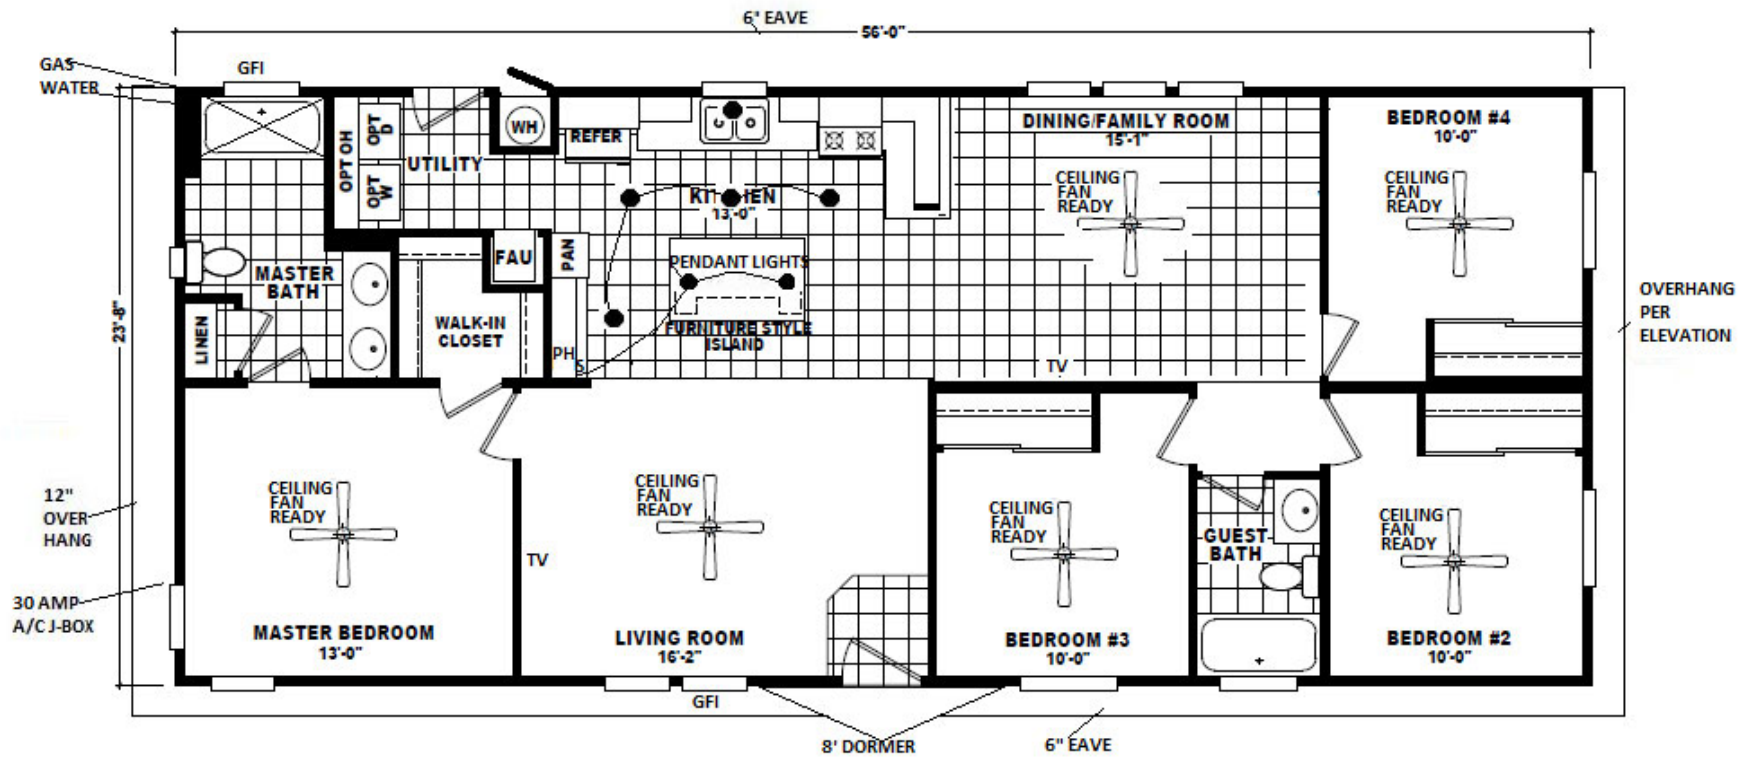 6" EAVE
56'-0"
GAS
WATER
GFI
OPT OH
OPT
D
OPT
W
UTILITY
WH
REFER
KITCHEN
13'-0"
DINING/FAMILY ROOM
15'-1"
CEILING
FAN
READY
BEDROOM #4
10'-0"
CEILING
FAN
READY
MASTER
BATH
LINEN
FAU
PAN
WALK-IN
CLOSET
PENDANT LIGHTS
FURNITURE STYLE
ISLAND
PH
S
TV
23'-8"
OVERHANG
PER
ELEVATION
12"
OVER
HANG
30 AMP
A/C J-BOX
CEILING
FAN
READY
MASTER BEDROOM
13'-0"
TV
CEILING
FAN
READY
LIVING ROOM
16'-2"
GFI
CEILING
FAN
READY
BEDROOM #3
10'-0"
GUEST
BATH
CEILING
FAN
READY
BEDROOM #2
10'-0"
8' DORMER
6" EAVE